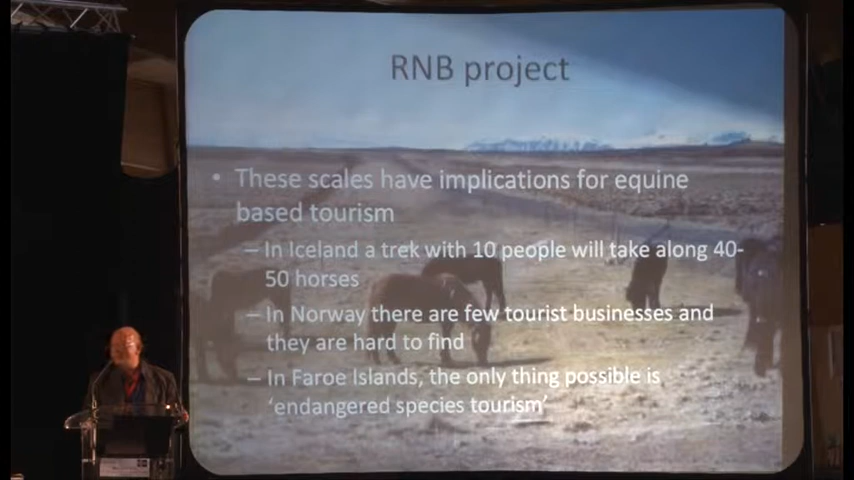 RNB project
• These scales have implications for equine
based tourism
– In Iceland a trek with 10 people will take along 40-
50 horses
– In Norway there are few tourist businesses and
they are hard to find
– In Faroe Islands, the only thing possible is
'endangered species tourism'